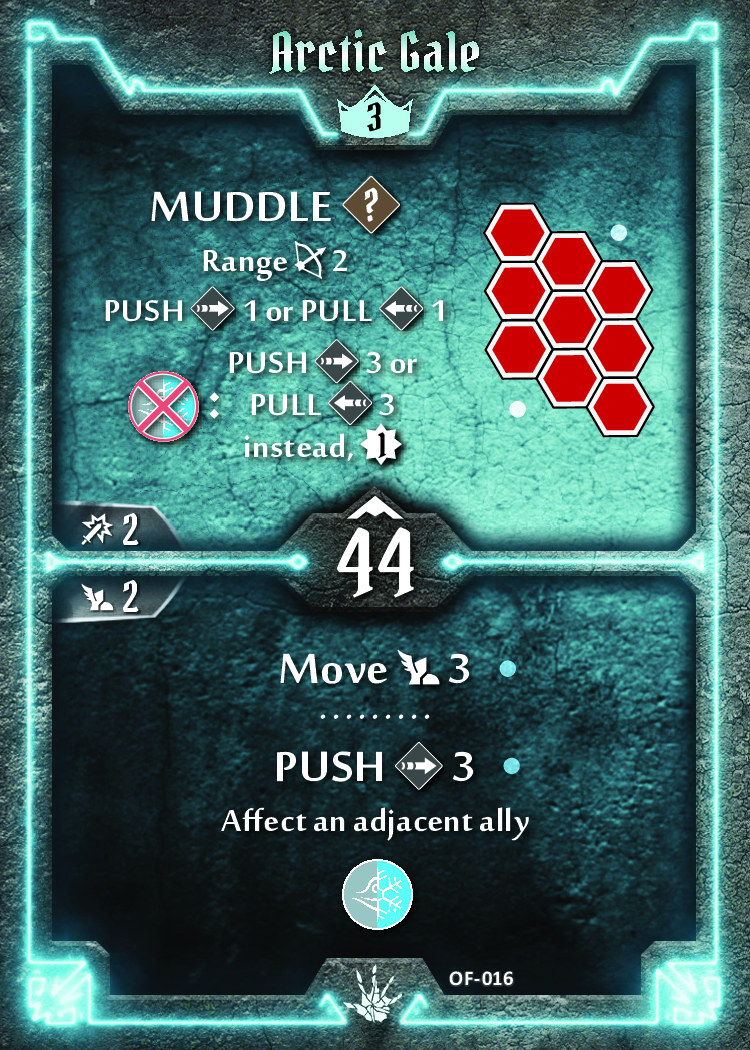 Arctic Gale
3
MUDDLE ?
Range 2
PUSH 1 or PULL 1
PUSH 3 or
: PULL 3
instead, 1
2
44
2
Move 3
.........
PUSH 3
Affect an adjacent ally
OF-016